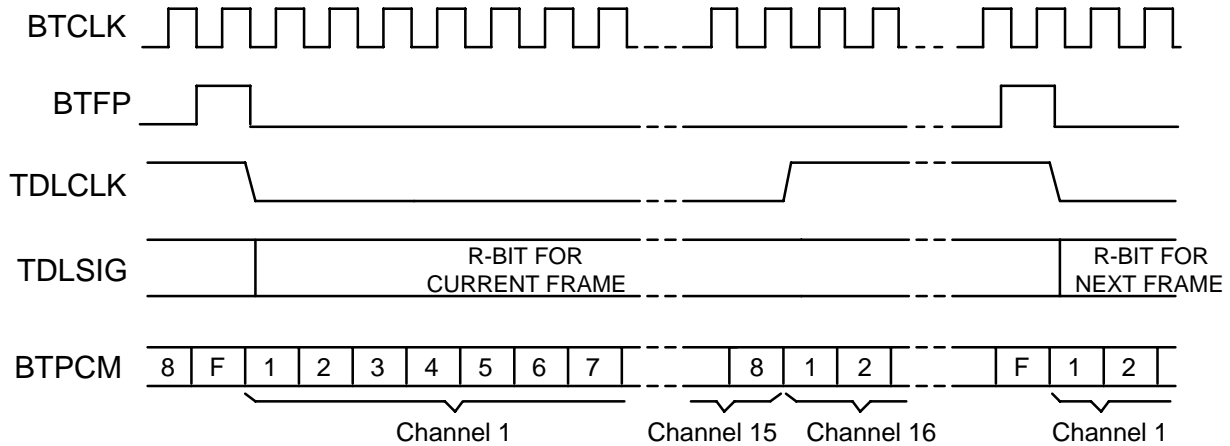 BTCLK
BTFP
TDLCLK
TDLSIG
R-BIT FOR
CURRENT FRAME
R-BIT FOR
NEXT FRAME
BTPCM
8 F 1 2 3 4 5 6 7 8 1 2 F 1 2
Channel 1 Channel 15 Channel 16 Channel 1